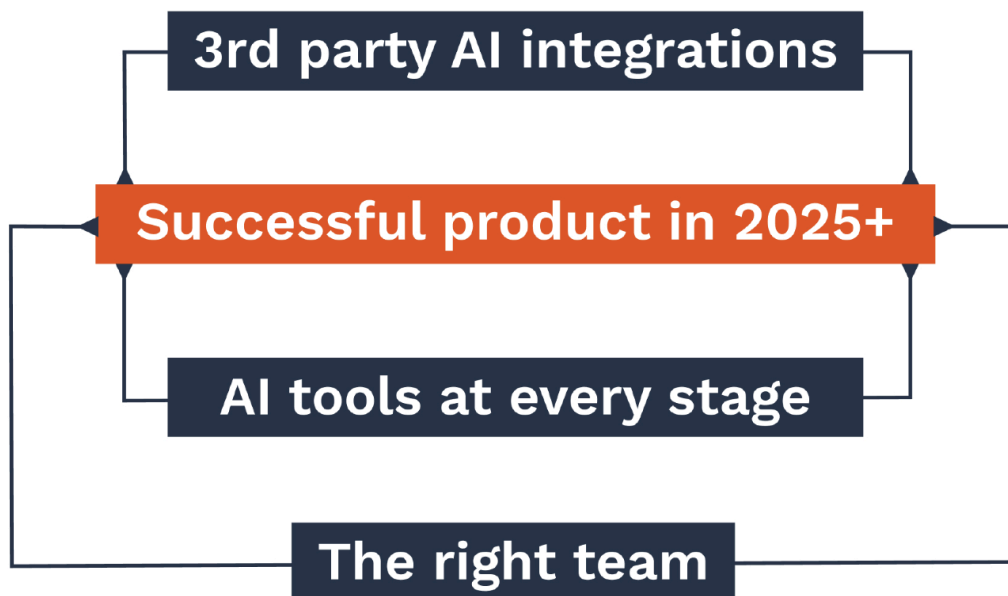 3rd party AI integrations
Successful product in 2025+
AI tools at every stage
The right team